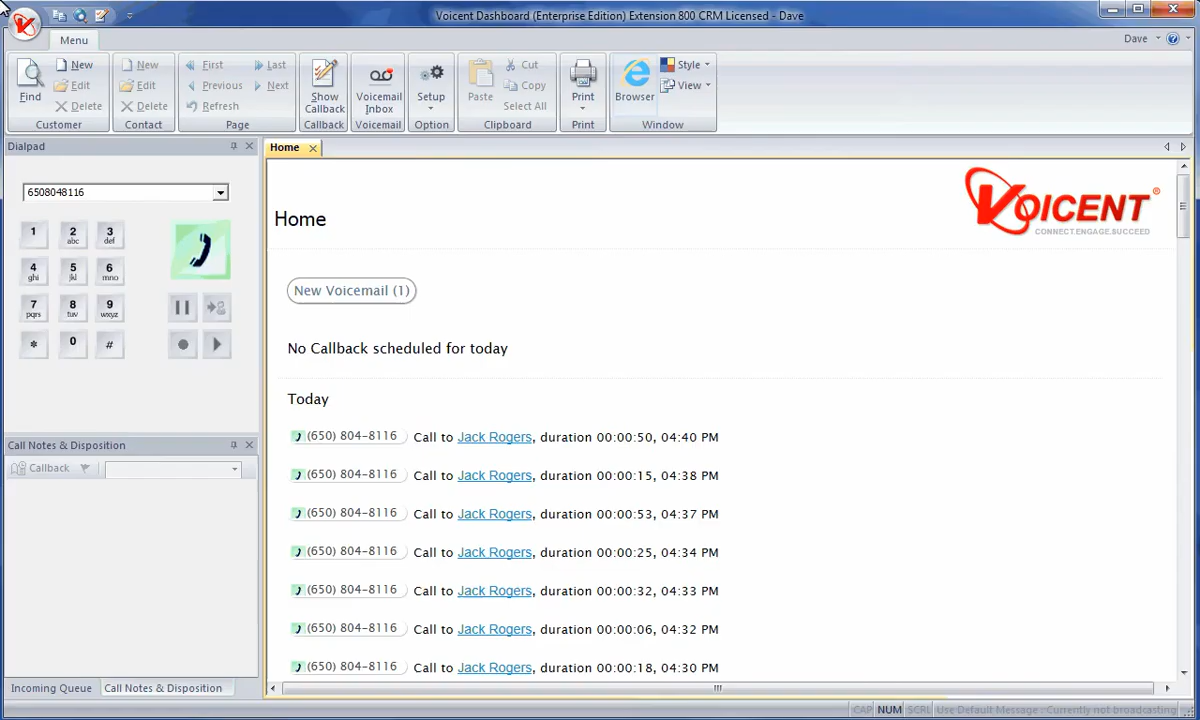 Voicent Dashboard (Enterprise Edition) Extension 800 CRM Licensed - Dave
Menu
Dave
Find
New
Edit
Delete
Customer
New
Edit
Delete
Contact
First
Last
Previous
Next
Refresh
Page
Show Callback
Callback
Voicemail Inbox
Voicemail
Setup
Option
Paste
Cut
Copy
Select All
Clipboard
Print
Print
Browser
Style
View
Window
Dialpad
6508048116
1
2 abc
3 def
4 ghi
5 jkl
6 mno
7 pqrs
8 tuv
9 wxyz
*
0
#
Call Notes & Disposition
Callback
Incoming Queue
Call Notes & Disposition
Home
VOICENT®
CONNECT.ENGAGE.SUCCEED
Home
New Voicemail (1)
No Callback scheduled for today
Today
(650) 804-8116 Call to Jack Rogers, duration 00:00:50, 04:40 PM
(650) 804-8116 Call to Jack Rogers, duration 00:00:15, 04:38 PM
(650) 804-8116 Call to Jack Rogers, duration 00:00:53, 04:37 PM
(650) 804-8116 Call to Jack Rogers, duration 00:00:25, 04:34 PM
(650) 804-8116 Call to Jack Rogers, duration 00:00:32, 04:33 PM
(650) 804-8116 Call to Jack Rogers, duration 00:00:06, 04:32 PM
(650) 804-8116 Call to Jack Rogers, duration 00:00:18, 04:30 PM
CAP NUM SCRL Use Default Message : Currently not broadcasting